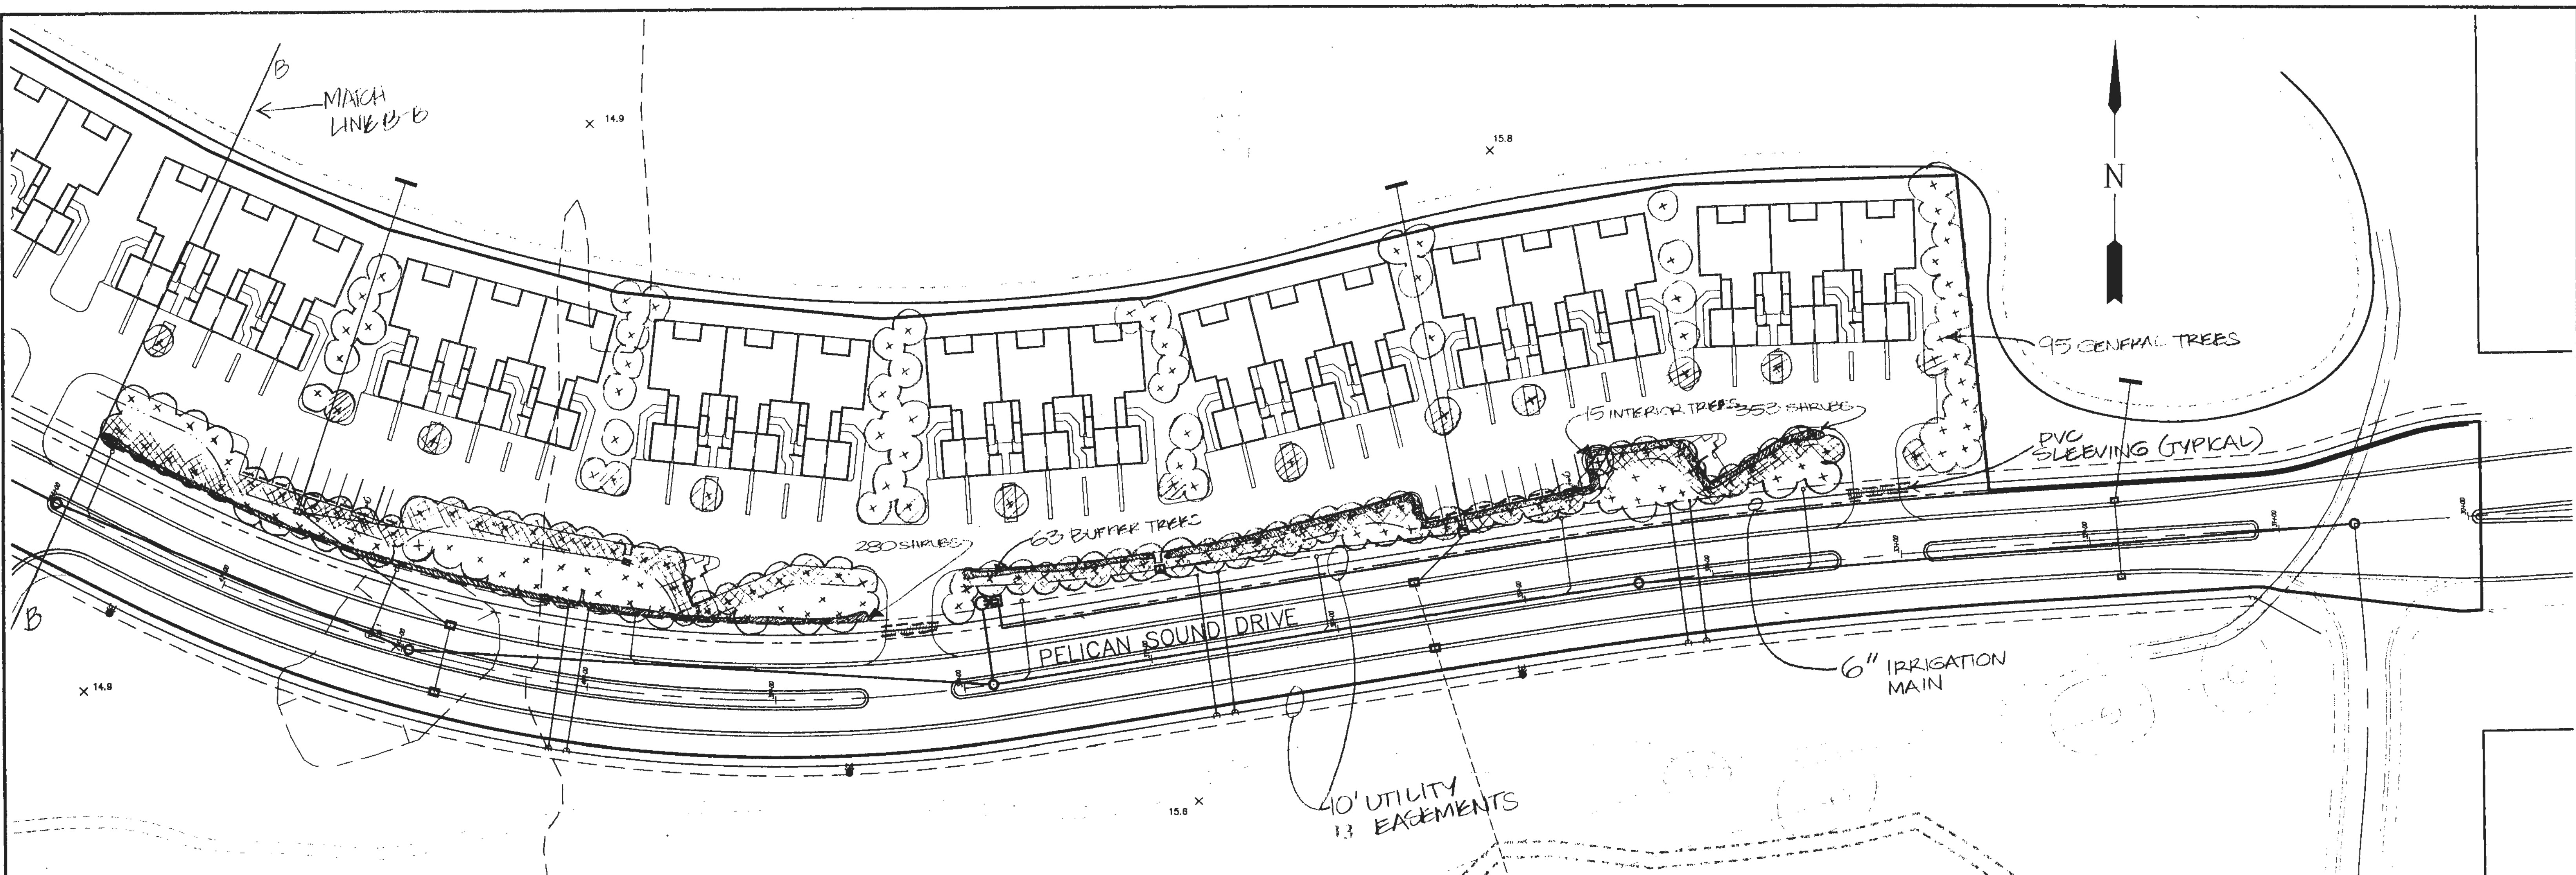 B
MATCH
LINE B-B
14.9
15.8
N
95 GENERAL TREES
15 INTERIOR TREES
353 SHRUBS
PVC
SLEEVING (TYPICAL)
280 SHRUBS
63 BUFFER TREES
PELICAN SOUND DRIVE
B
14.9
6" IRRIGATION
MAIN
15.6
10' UTILITY
EASEMENTS